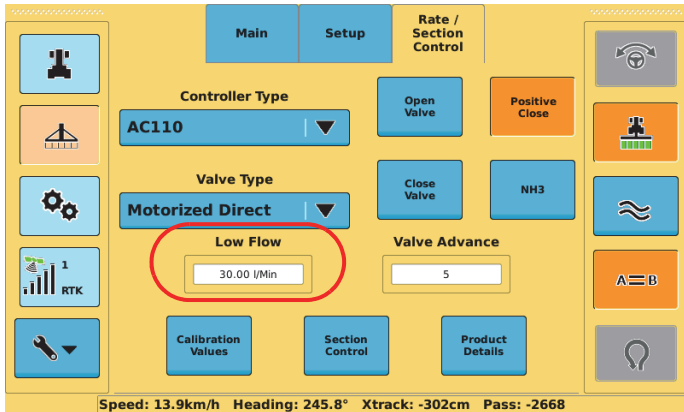 Main
Setup
Rate /
Section
Control
Controller Type
AC110
Open
Valve
Positive
Close
Valve Type
Motorized Direct
Close
Valve
NH3
Low Flow
30.00 l/Min
Valve Advance
5
1
RTK
A B
Calibration
Values
Section
Control
Product
Details
Speed: 13.9km/h Heading: 245.8° Xtrack: -302cm Pass: -2668